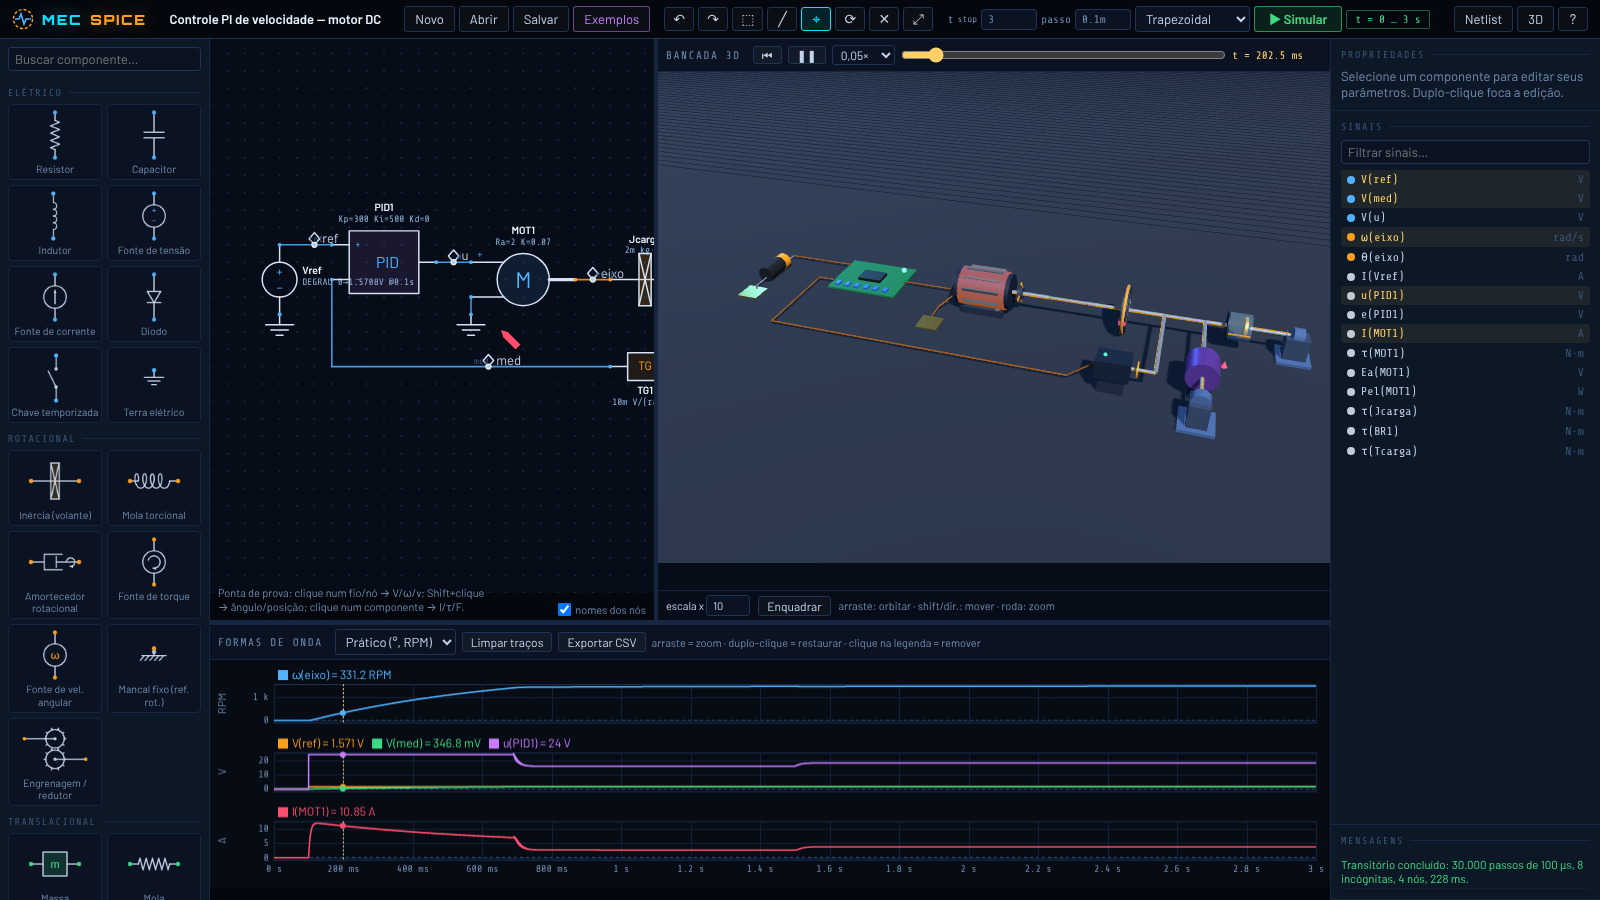 MEC SPICE
Controle PI de velocidade — motor DC
Novo
Abrir
Salvar
Exemplos
t stop 3
passo 0.1m
Trapezoidal
▶ Simular
t = 0 … 3 s
Netlist
3D
?
Buscar componente...
ELÉTRICO
Resistor
Capacitor
Indutor
Fonte de tensão
Fonte de corrente
Diodo
Chave temporizada
Terra elétrico
ROTACIONAL
Inércia (volante)
Mola torcional
Amortecedor
rotacional
Fonte de torque
ω
Fonte de vel.
angular
Mancal fixo (ref.
rot.)
Engrenagem /
redutor
TRANSLACIONAL
m
Massa
Mola
PID1
Kp=300 Ki=500 Kd=0
ref
PID
Vref
u
MOT1
Ra=2 K=0.07
M
eixo
Jcarg
2m kg·
med
TG
TG1
10m V/(r
Ponta de prova: clique num fio/nó → V/ω/v; Shift+clique
→ ângulo/posição; clique num componente → I/τ/F.
nomes dos nós
BANCADA 3D
0,05×
t = 202.5 ms
escala x 10
Enquadrar
arraste: orbitar · shift/dir.: mover · roda: zoom
FORMAS DE ONDA
Prático (°, RPM)
Limpar traços
Exportar CSV
arraste = zoom · duplo-clique = restaurar · clique na legenda = remover
ω(eixo) = 331.2 RPM
RPM
1 k
0
V(ref) = 1.571 V
V(med) = 346.8 mV
u(PID1) = 24 V
V
20
10
0
I(MOT1) = 10.85 A
A
10
5
0
0 s
200 ms
400 ms
600 ms
800 ms
1 s
1.2 s
1.4 s
1.6 s
1.8 s
2 s
2.2 s
2.4 s
2.6 s
2.8 s
3 s
PROPRIEDADES
Selecione um componente para editar seus
parâmetros. Duplo-clique foca a edição.
SINAIS
Filtrar sinais...
V(ref) V
V(med) V
V(u) V
ω(eixo) rad/s
θ(eixo) rad
I(Vref) A
u(PID1) V
e(PID1) V
I(MOT1) A
τ(MOT1) N·m
Ea(MOT1) V
Pel(MOT1) W
τ(Jcarga) N·m
τ(BR1) N·m
τ(Tcarga) N·m
MENSAGENS
Transitório concluído: 30.000 passos de 100 μs, 8
incógnitas, 4 nós, 228 ms.